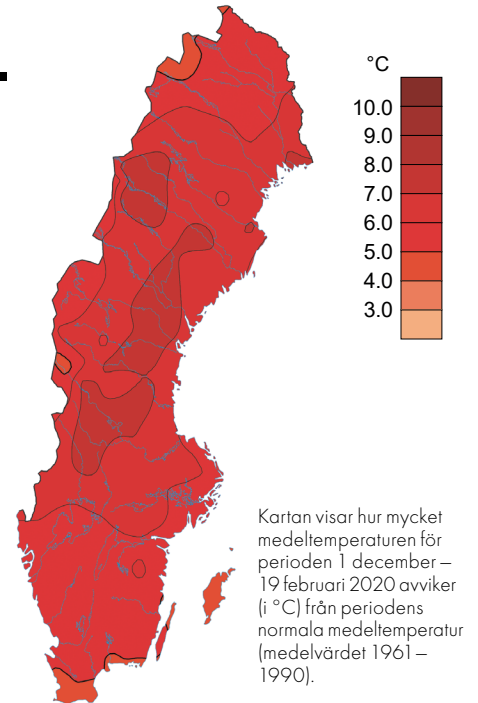 °C
10.0
9.0
8.0
7.0
6.0
5.0
4.0
3.0
Kartan visar hur mycket
medeltemperaturen för
perioden 1 december –
19 februari 2020 avviker
(i °C) från periodens
normala medeltemperatur
(medelvärdet 1961 –
1990).